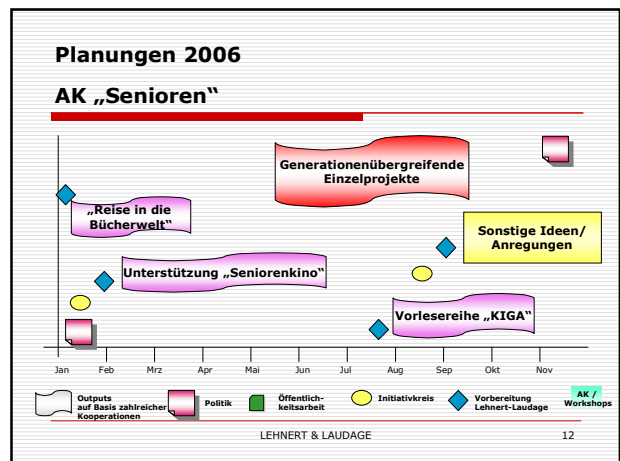 Planungen 2006
AK „Senioren“
Generationenübergreifende
Einzelprojekte
„Reise in die
Bücherwelt“
Sonstige Ideen/
Anregungen
Unterstützung „Seniorenkino“
Vorlesereihe „KIGA“
Jan Feb Mrz Apr Mai Jun Jul Aug Sep Okt Nov
Outputs
auf Basis zahlreicher
Kooperationen
Politik
Öffentlich-
keitsarbeit
Initiativkreis
Vorbereitung
Lehnert-Laudage
AK /
Workshops
LEHNERT & LAUDAGE
12